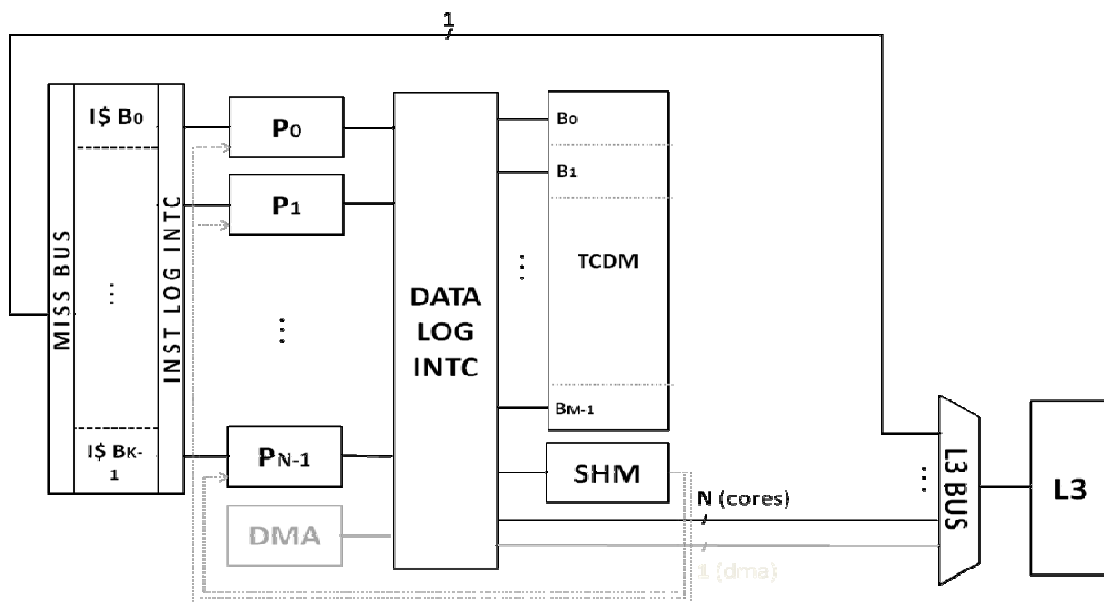 1
MISS BUS
I$ B0
⋮
I$ BK-
1
INST LOG INTC
P0
P1
⋮
PN-1
DMA
DATA
LOG
INTC
⋮
B0
B1
TCDM
BM-1
SHM
N (cores)
1 (dma)
⋮
L3 BUS
L3